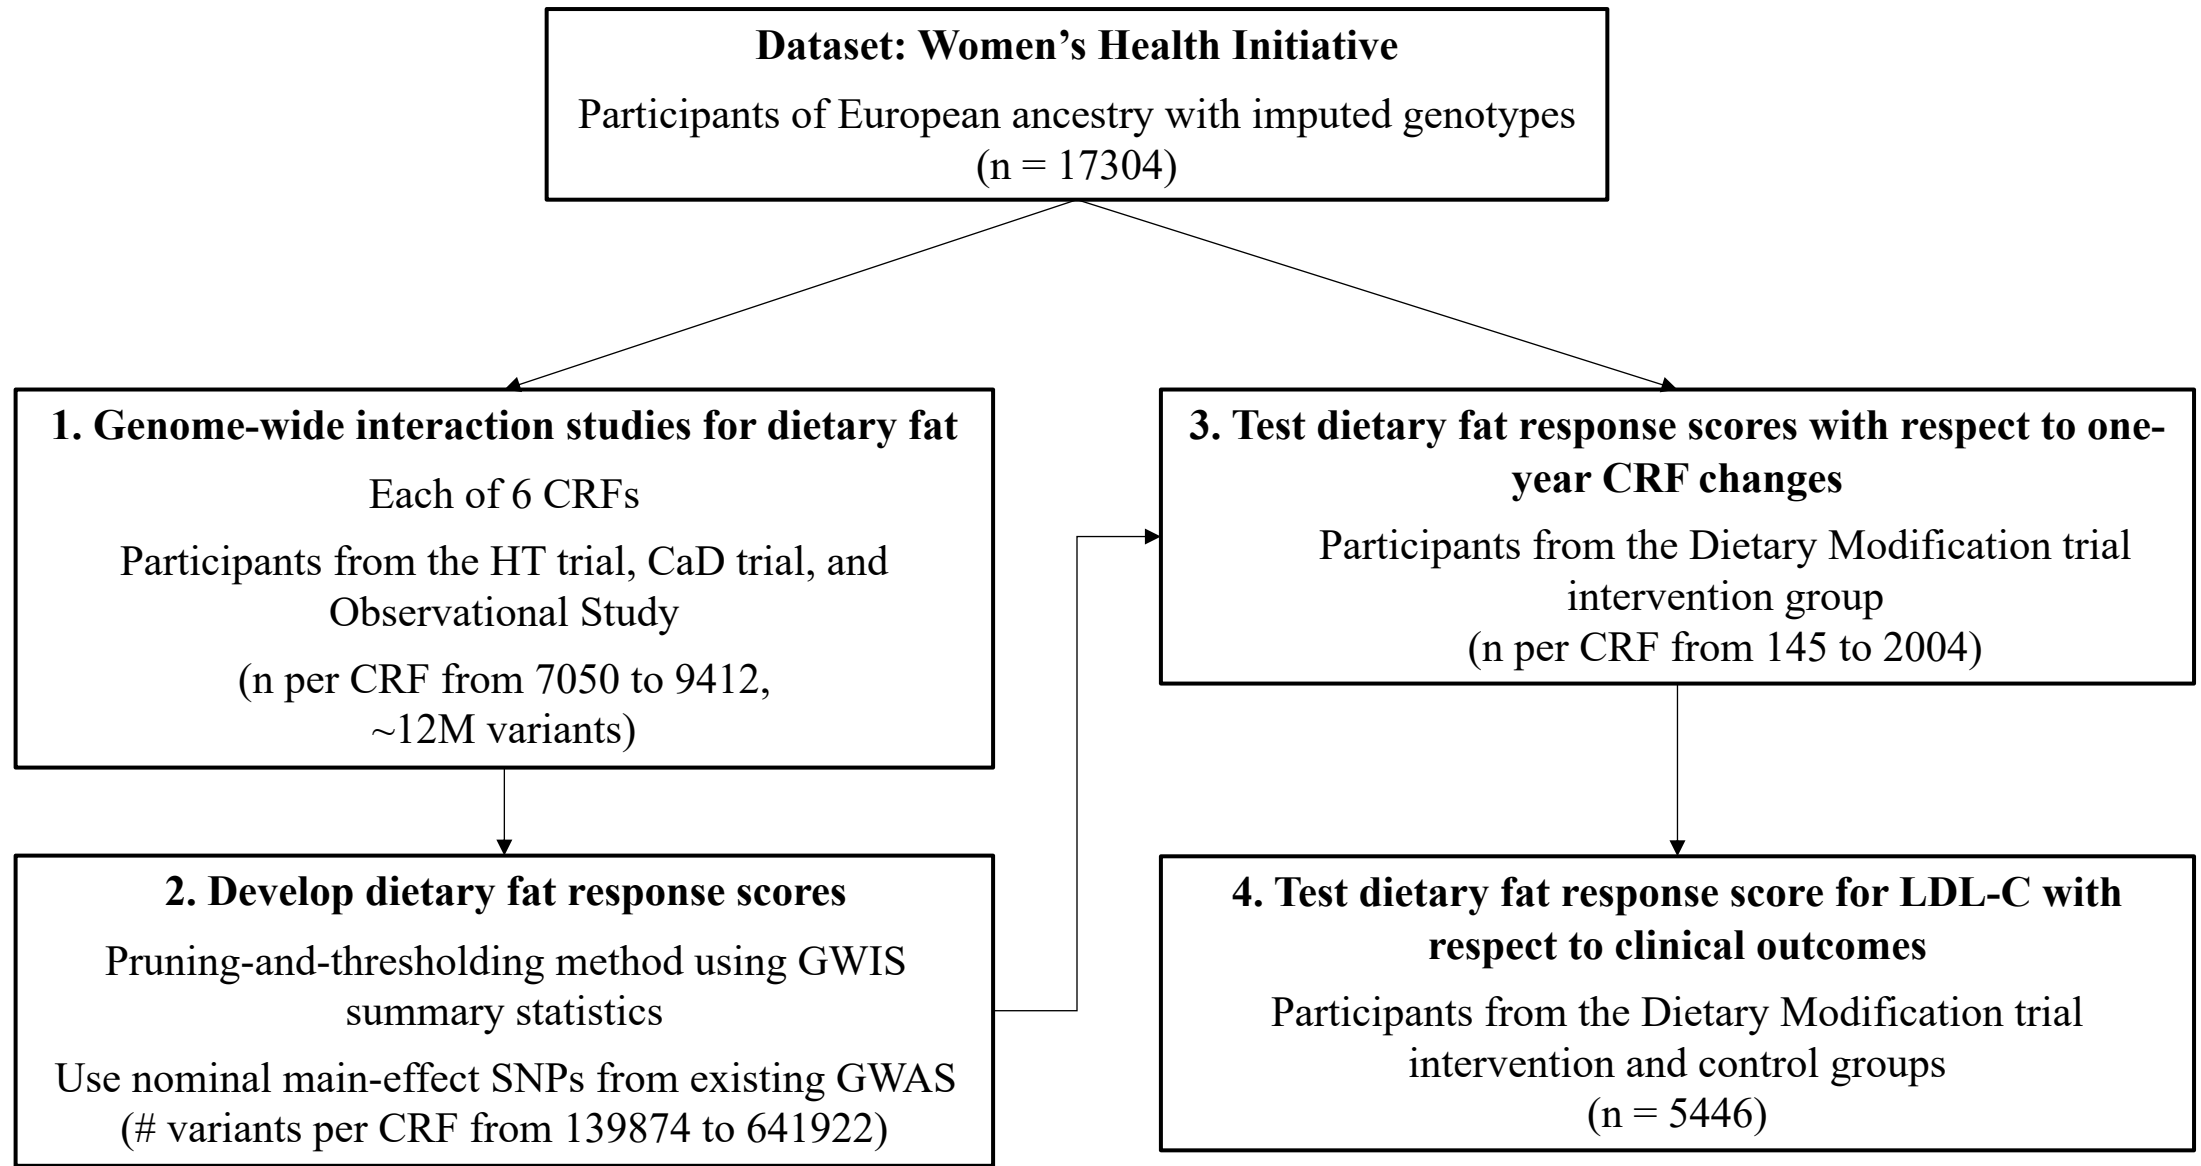 Dataset: Women’s Health Initiative
Participants of European ancestry with imputed genotypes
(n = 17304)
1. Genome-wide interaction studies for dietary fat
Each of 6 CRFs
Participants from the HT trial, CaD trial, and
Observational Study
(n per CRF from 7050 to 9412,
~12M variants)
2. Develop dietary fat response scores
Pruning-and-thresholding method using GWIS
summary statistics
Use nominal main-effect SNPs from existing GWAS
(# variants per CRF from 139874 to 641922)
3. Test dietary fat response scores with respect to one-
year CRF changes
Participants from the Dietary Modification trial
intervention group
(n per CRF from 145 to 2004)
4. Test dietary fat response score for LDL-C with
respect to clinical outcomes
Participants from the Dietary Modification trial
intervention and control groups
(n = 5446)